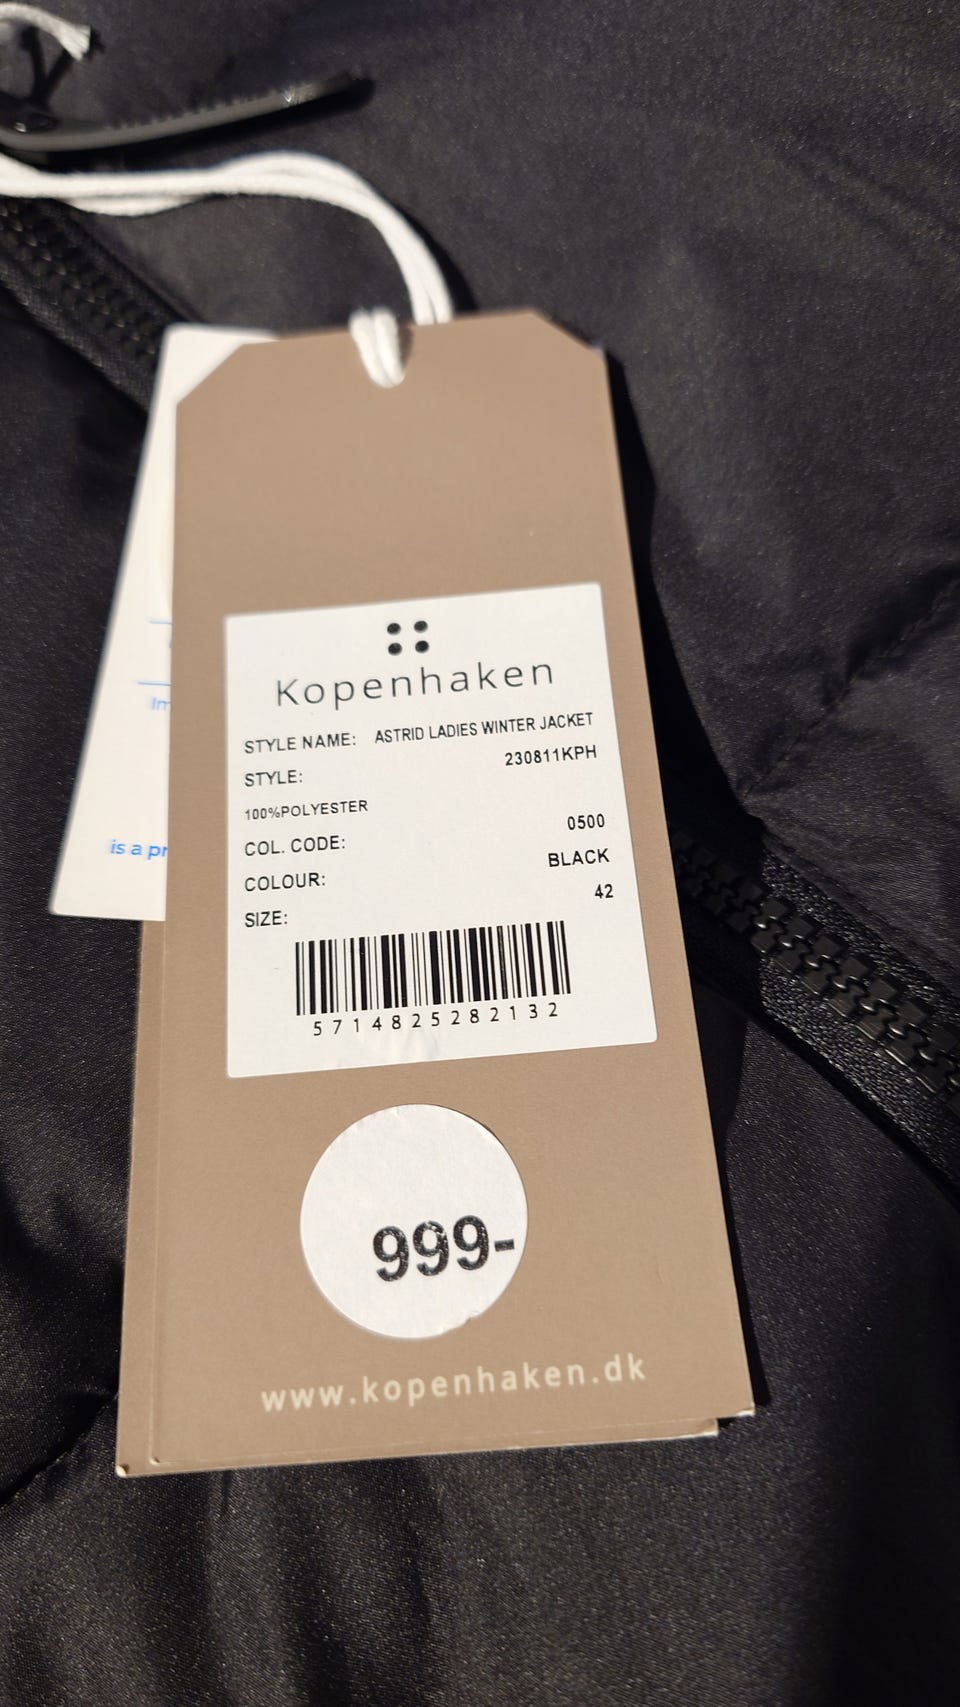 Kopenhaken
STYLE NAME: ASTRID LADIES WINTER JACKET
STYLE: 230811KPH
100%POLYESTER
COL. CODE: 0500
COLOUR: BLACK
SIZE: 42
5714825282132
999-
www.kopenhaken.dk
is a pr